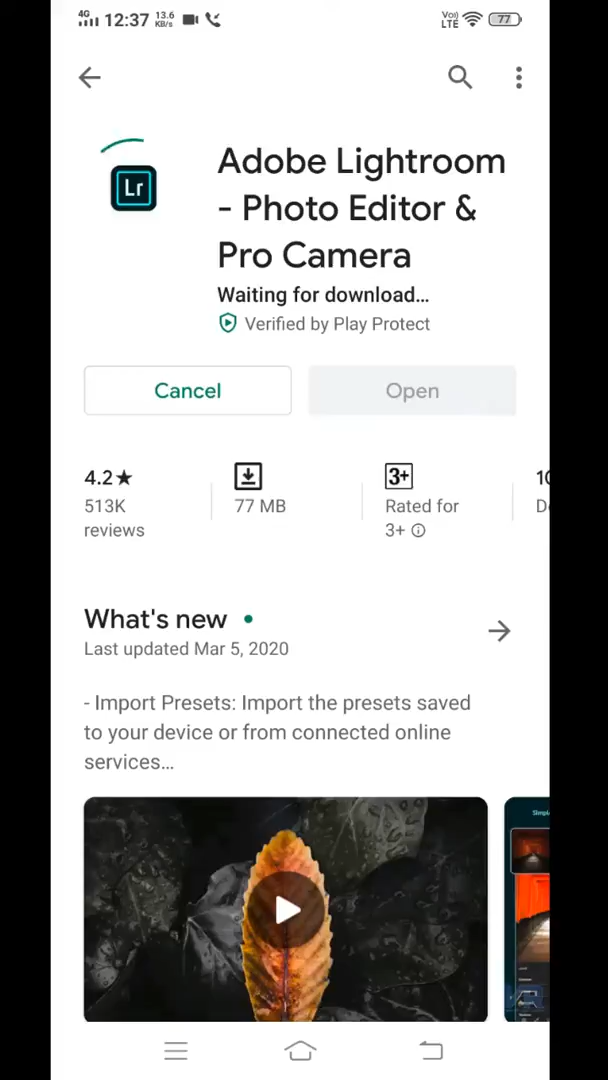 4G 12:37 13.6 KB/s VoI) LTE 77
Lr
Adobe Lightroom
- Photo Editor &
Pro Camera
Waiting for download...
Verified by Play Protect
Cancel Open
4.2★
513K
reviews
77 MB
3+
Rated for
3+
What's new
Last updated Mar 5, 2020
- Import Presets: Import the presets saved
to your device or from connected online
services...